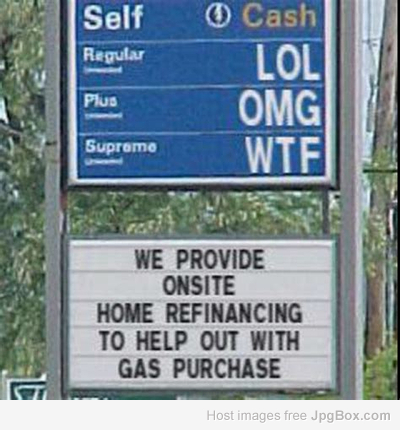 Self Cash
Regular LOL
Unleaded
Plus OMG
Unleaded
Supreme WTF
Unleaded
WE PROVIDE
ONSITE
HOME REFINANCING
TO HELP OUT WITH
GAS PURCHASE
Host images free JpgBox.com